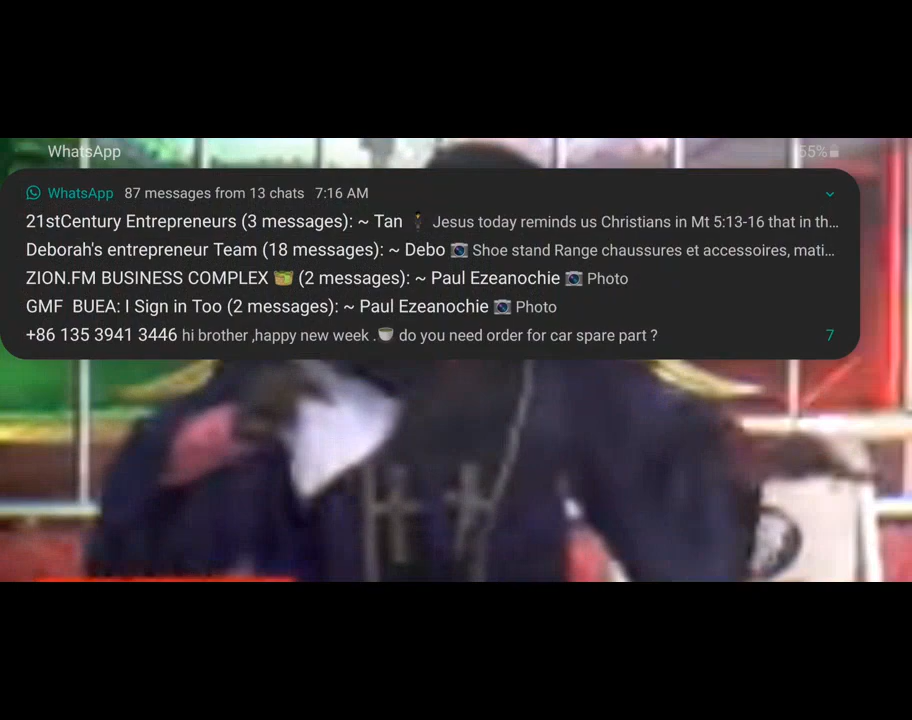 WhatsApp 55%
WhatsApp 87 messages from 13 chats 7:16 AM
21stCentury Entrepreneurs (3 messages): ~ Tan 🕴🏿 Jesus today reminds us Christians in Mt 5:13-16 that in th…
Deborah's entrepreneur Team (18 messages): ~ Debo 📷 Shoe stand Range chaussures et accessoires, mati…
ZION.FM BUSINESS COMPLEX (2 messages): ~ Paul Ezeanochie 📷 Photo
GMF BUEA: I Sign in Too (2 messages): ~ Paul Ezeanochie 📷 Photo
+86 135 3941 3446 hi brother ,happy new week .🍵 do you need order for car spare part ? 7